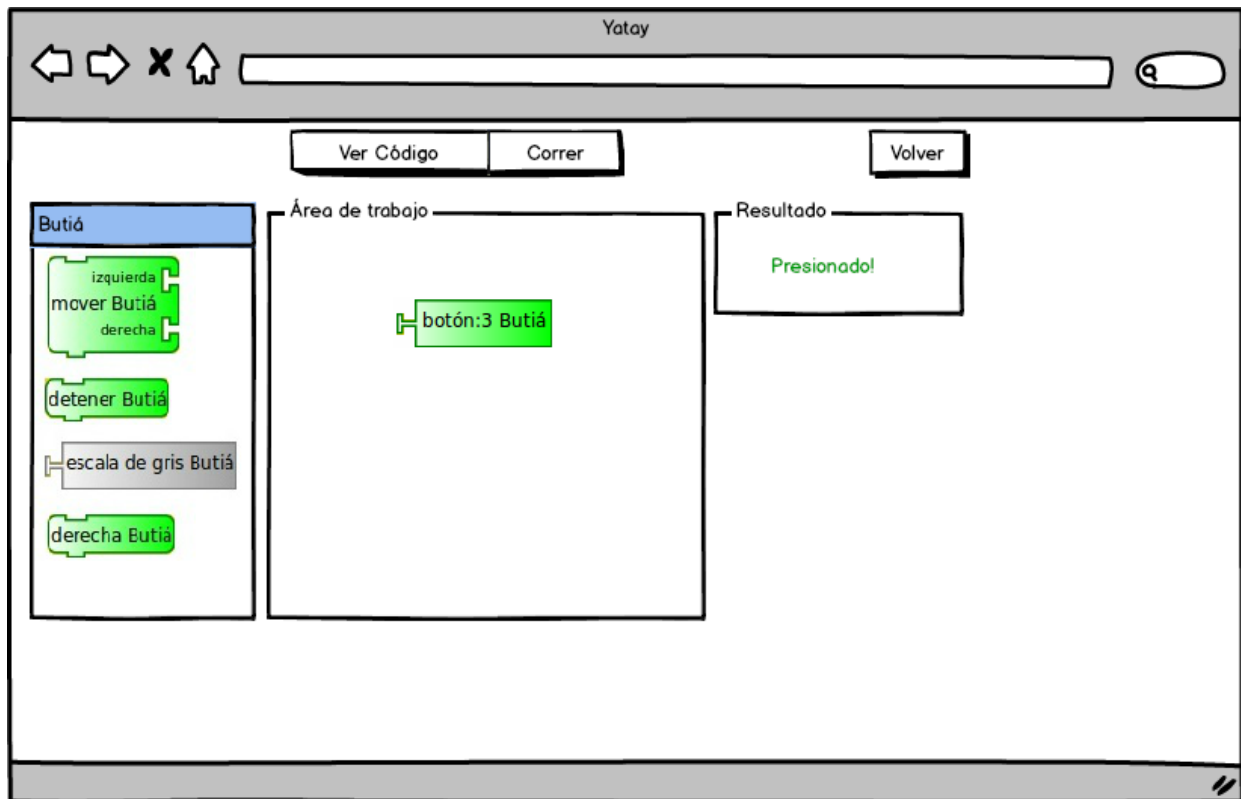 Yatay
Ver Código
Correr
Volver
Butiá
izquierda
mover Butiá
derecha
detener Butiá
escala de gris Butiá
derecha Butiá
Área de trabajo
botón:3 Butiá
Resultado
Presionado!